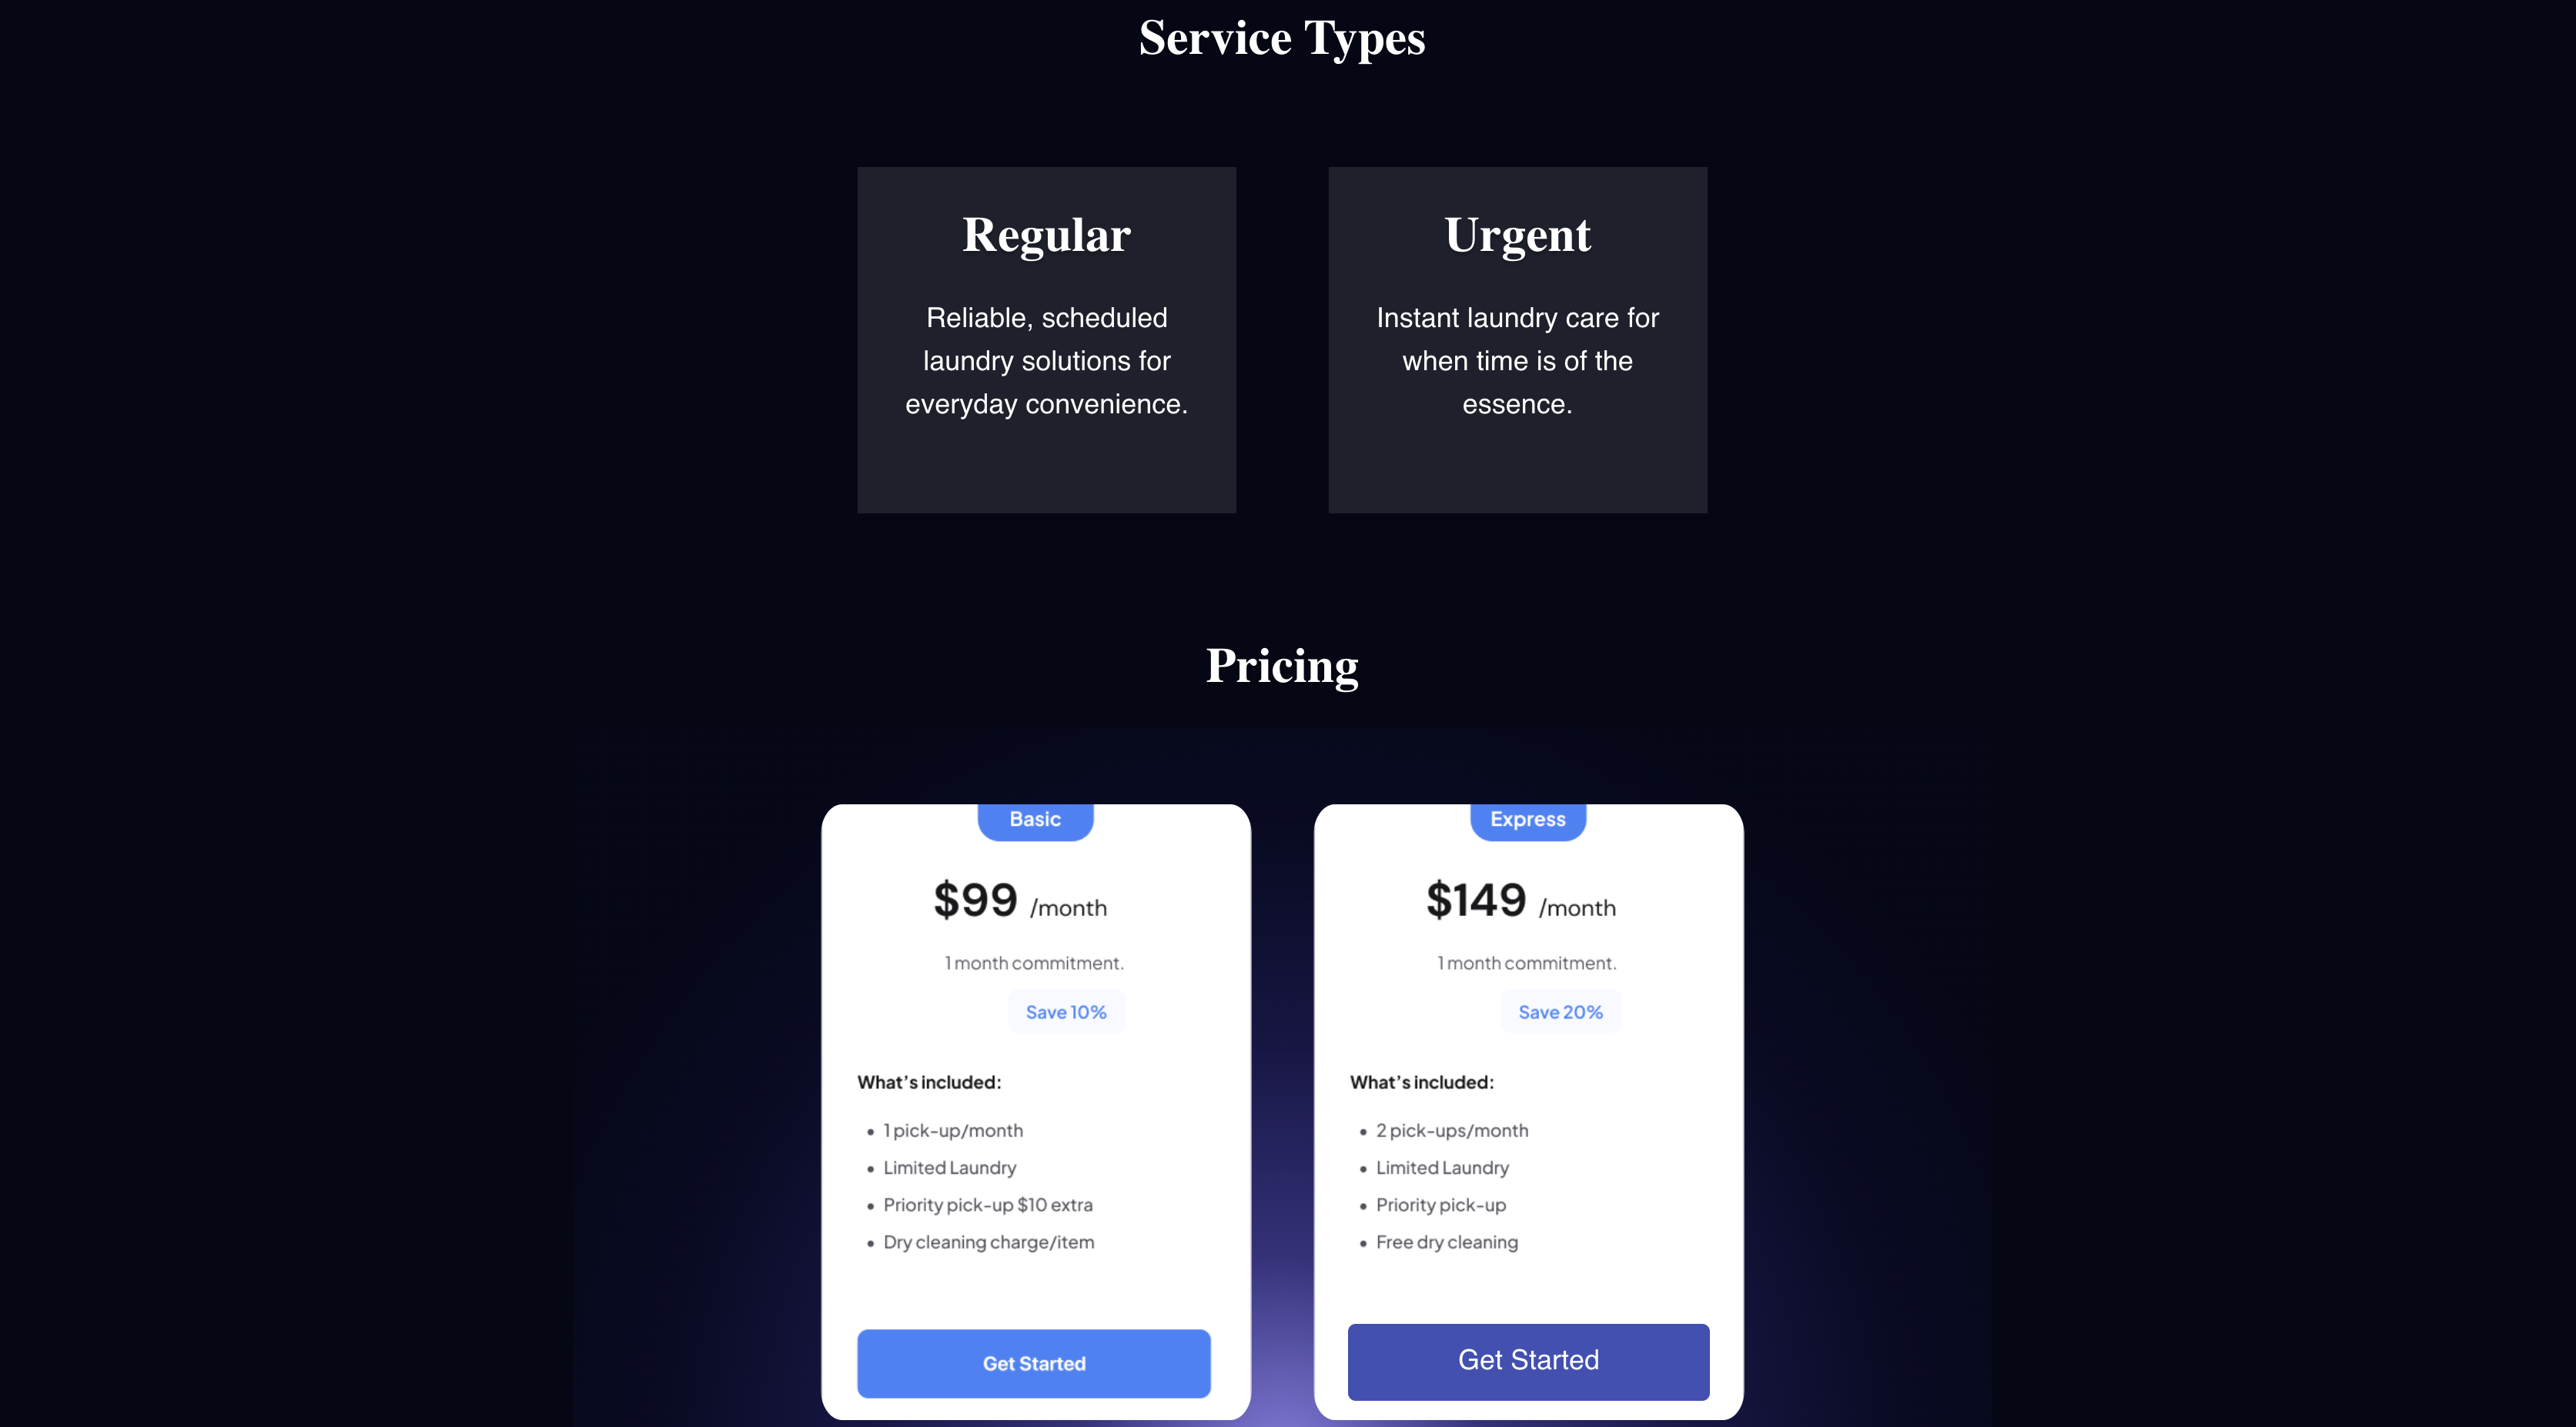 Service Types
Regular
Reliable, scheduled
laundry solutions for
everyday convenience.
Urgent
Instant laundry care for
when time is of the
essence.
Pricing
Basic
$99 /month
1 month commitment.
Save 10%
What’s included:
• 1 pick-up/month
• Limited Laundry
• Priority pick-up $10 extra
• Dry cleaning charge/item
Get Started
Express
$149 /month
1 month commitment.
Save 20%
What’s included:
• 2 pick-ups/month
• Limited Laundry
• Priority pick-up
• Free dry cleaning
Get Started